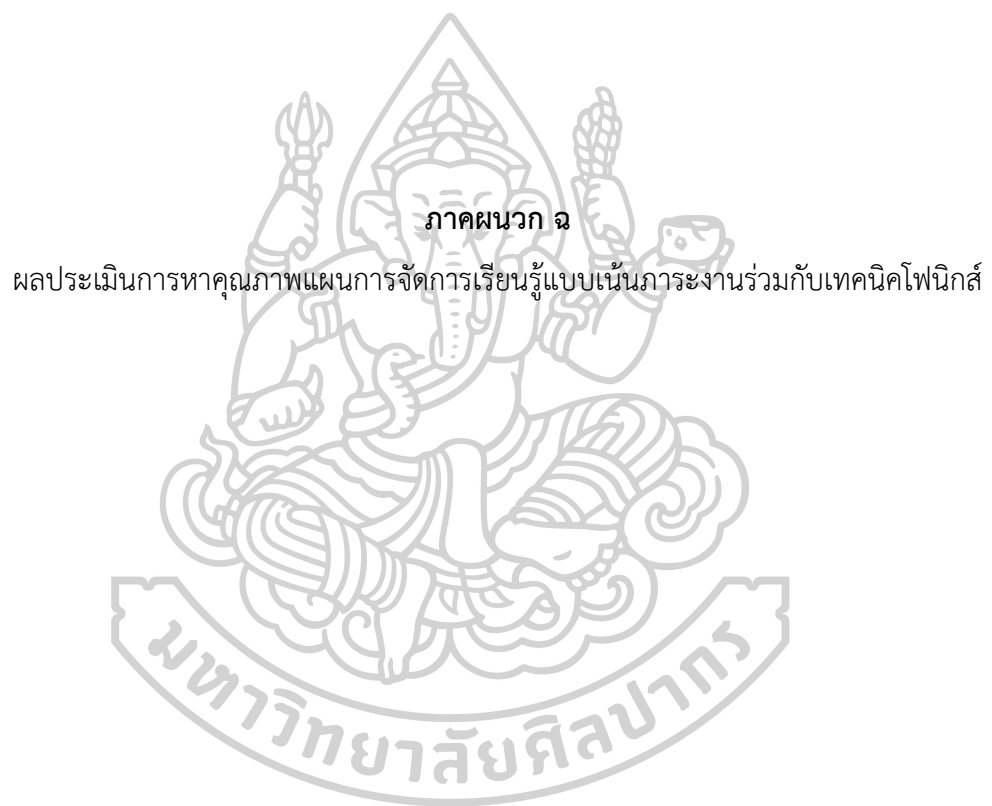 ภาคผนวก ฉ
ผลประเมินการหาคุณภาพแผนการจัดการเรียนรู้แบบเน้นภาระงานร่วมกับเทคนิคโฟนิกส์
มหาวิทยาลัยศิลปากร